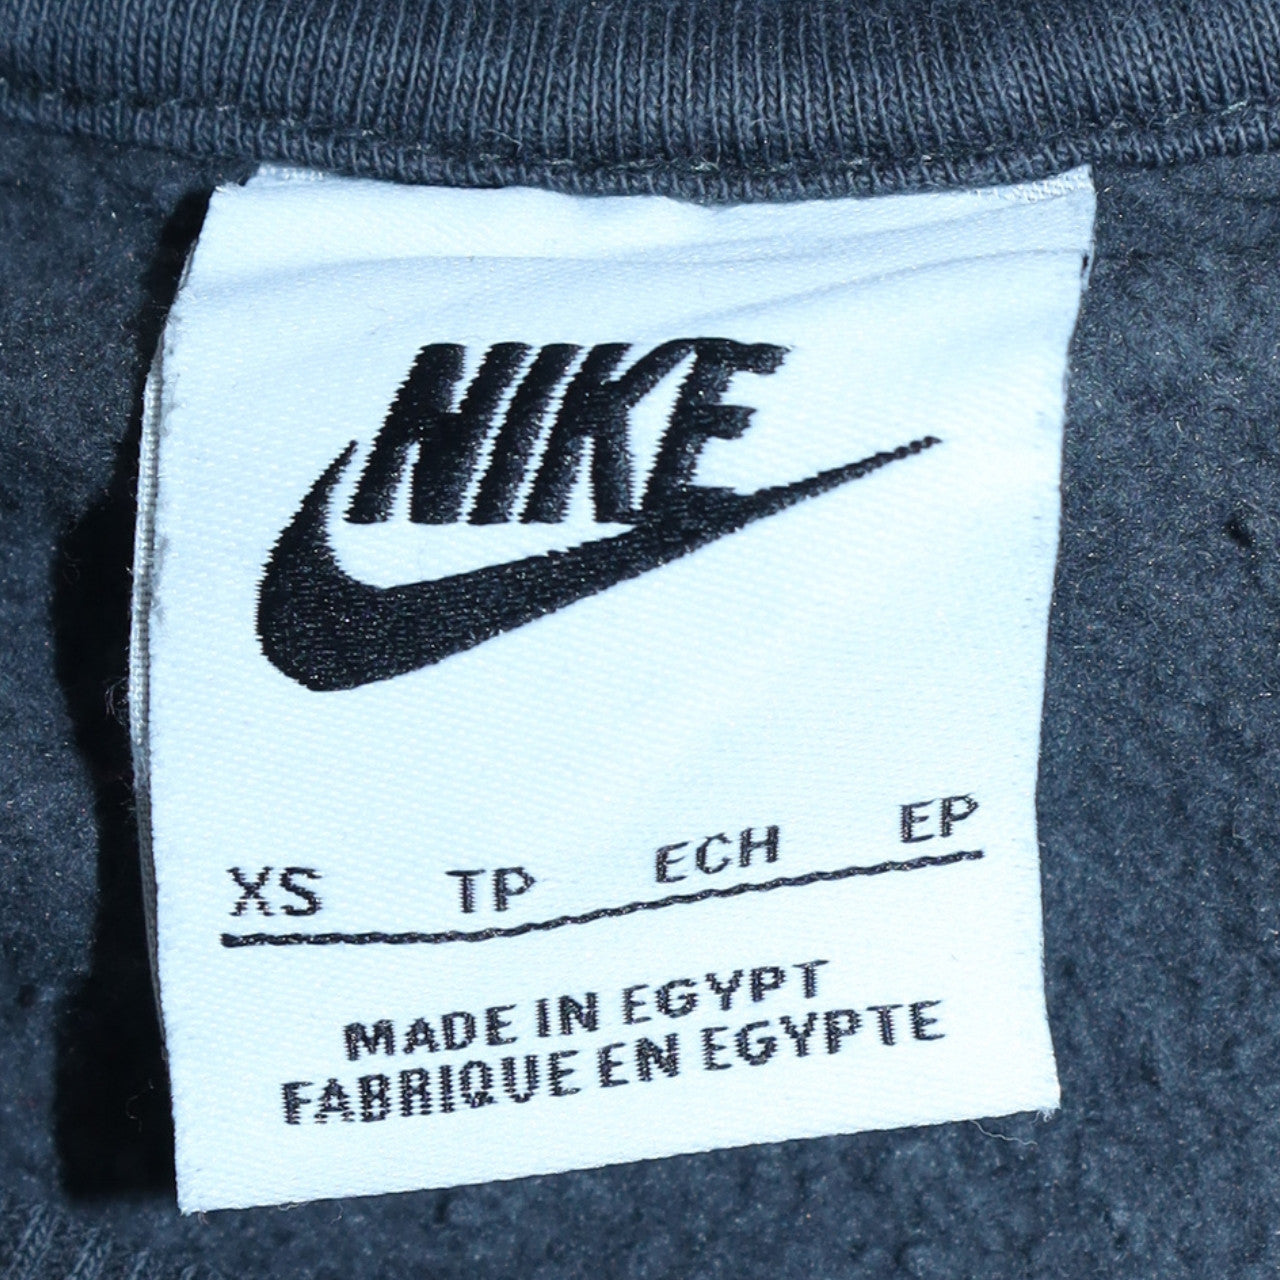 NIKE
XS TP ECH EP
MADE IN EGYPT
FABRIQUE EN EGYPTE